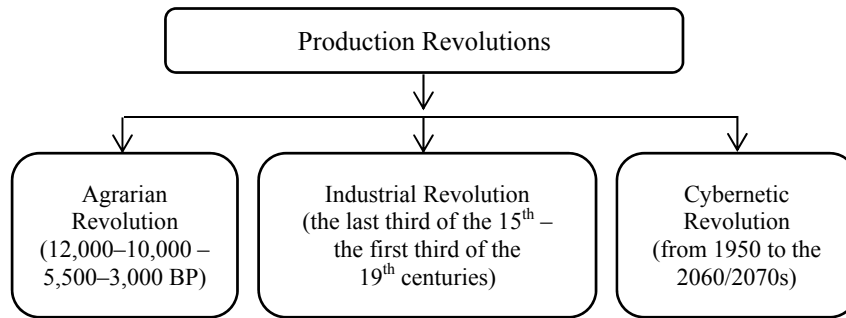 Production Revolutions
Agrarian
Revolution
(12,000–10,000 –
5,500–3,000 BP)
Industrial Revolution
(the last third of the 15th –
the first third of the
19th centuries)
Cybernetic
Revolution
(from 1950 to the
2060/2070s)